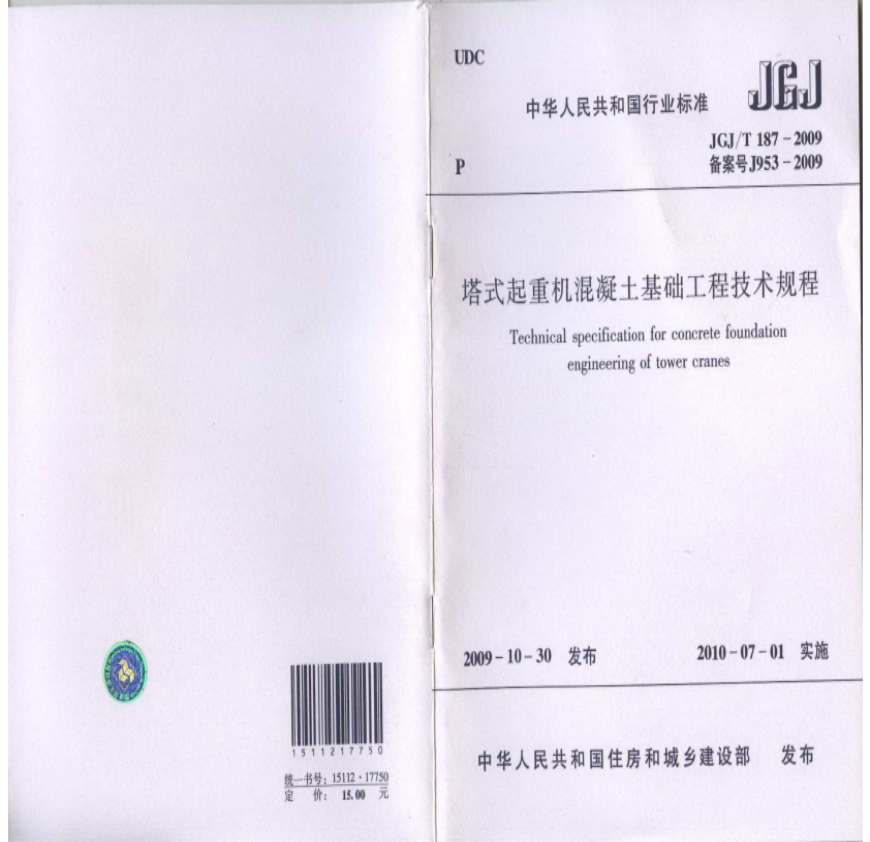 UDC
中华人民共和国行业标准
JGJ
JGJ/T 187-2009
备案号J953-2009
P
塔式起重机混凝土基础工程技术规程
Technical specification for concrete foundation
engineering of tower cranes
2009-10-30 发布
2010-07-01 实施
中华人民共和国住房和城乡建设部 发布
1511217750
统一书号：15112·17750
定 价： 15.00 元